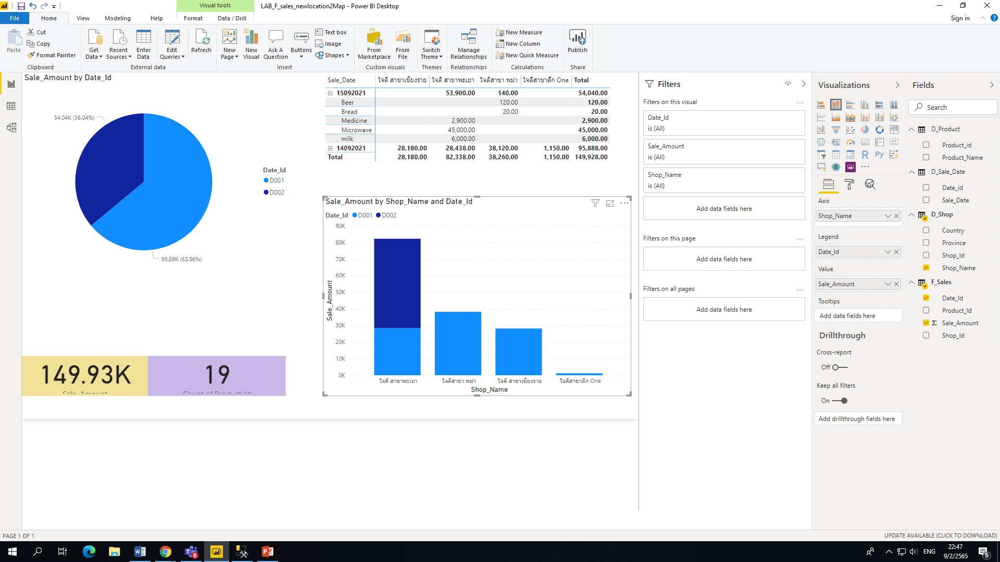 Visual tools
LAB_F_sales_newlocation2Map - Power BI Desktop
File Home View Modeling Help Format Data / Drill Sign in
Paste Cut Copy Format Painter
Get Data Recent Sources Enter Data Edit Queries Refresh
New Page New Visual Ask A Question Buttons Text box Image Shapes
From Marketplace From File Switch Theme Manage Relationships
New Measure New Column New Quick Measure Publish
Clipboard External data Insert Custom visuals Themes Relationships Calculations Share
Sale_Amount by Date_Id
54.04K (36.04%)
95.89K (63.96%)
Date_Id
D001
D002
149.93K
Sale_Amount
19
Count of Product_Id
Sale_Date ใจดี สาขาเชียงราย ใจดี สาขาพะเยา ใจดีสาขา พม่า ใจดีสาขาตึก One Total
15092021 53,900.00 140.00 54,040.00
Beer 120.00 120.00
Bread 20.00 20.00
Medicine 2,900.00 2,900.00
Microwave 45,000.00 45,000.00
milk 6,000.00 6,000.00
14092021 28,180.00 28,438.00 38,120.00 1,150.00 95,888.00
Total 28,180.00 82,338.00 38,260.00 1,150.00 149,928.00
Sale_Amount by Shop_Name and Date_Id
Date_Id D001 D002
90K
80K
70K
60K
50K
40K
30K
20K
10K
0K
Sale_Amount
ใจดี สาขาพะเยา ใจดีสาขา พม่า ใจดี สาขาเชียงราย ใจดีสาขาตึก One
Shop_Name
Filters
Filters on this visual
Date_Id
is (All)
Sale_Amount
is (All)
Shop_Name
is (All)
Add data fields here
Filters on this page
Add data fields here
Filters on all pages
Add data fields here
Visualizations
R Py
Axis
Shop_Name
Legend
Date_Id
Value
Sale_Amount
Tooltips
Add data fields here
Drillthrough
Cross-report
Off
Keep all filters
On
Add drillthrough fields here
Fields
Search
D_Product
Product_id
Product_Name
D_Sale_Date
Date_id
Sale_Date
D_Shop
Country
Province
Shop_Id
Shop_Name
F_Sales
Date_Id
Product_Id
Σ Sale_Amount
Shop_Id
PAGE 1 OF 1
UPDATE AVAILABLE (CLICK TO DOWNLOAD)
8
ENG
22:47
9/2/2565
6